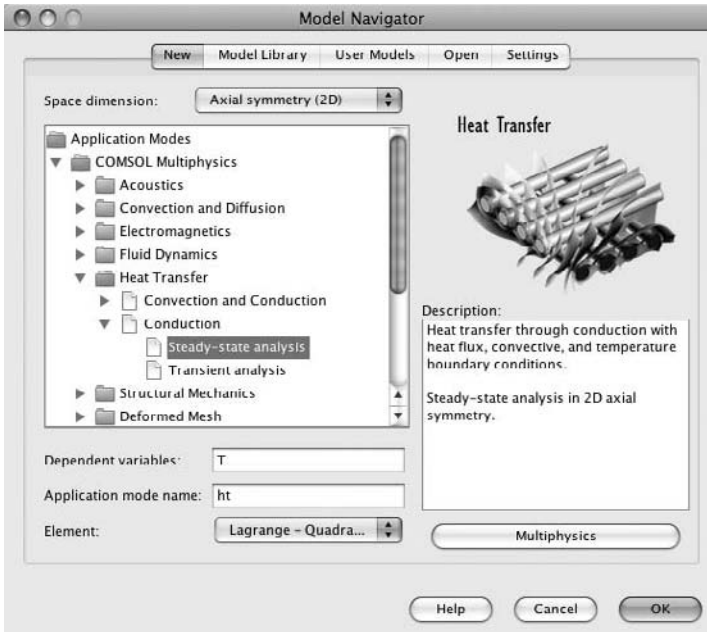 Model Navigator
New Model Library User Models Open Settings
Space dimension: Axial symmetry (2D)
Application Modes
COMSOL Multiphysics
Acoustics
Convection and Diffusion
Electromagnetics
Fluid Dynamics
Heat Transfer
Convection and Conduction
Conduction
Steady-state analysis
Transient analysis
Structural Mechanics
Deformed Mesh
Dependent variables: T
Application mode name: ht
Element: Lagrange - Quadra...
Heat Transfer
Description:
Heat transfer through conduction with
heat flux, convective, and temperature
boundary conditions.
Steady-state analysis in 2D axial
symmetry.
Multiphysics
Help Cancel OK